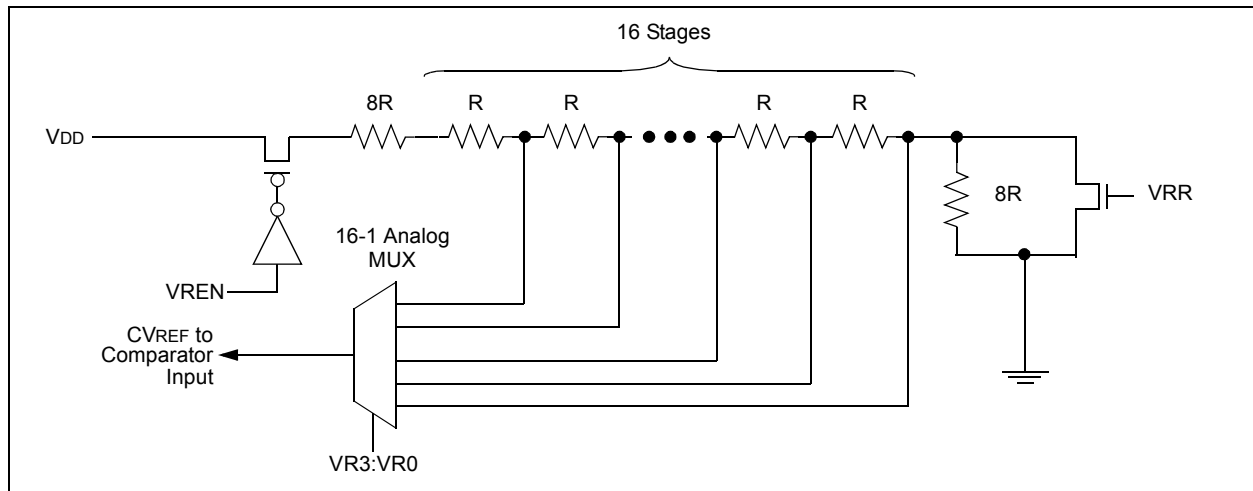 16 Stages
8R
R
R
R
R
VDD
8R
VRR
16-1 Analog
MUX
VREN
CVREF to
Comparator
Input
VR3:VR0